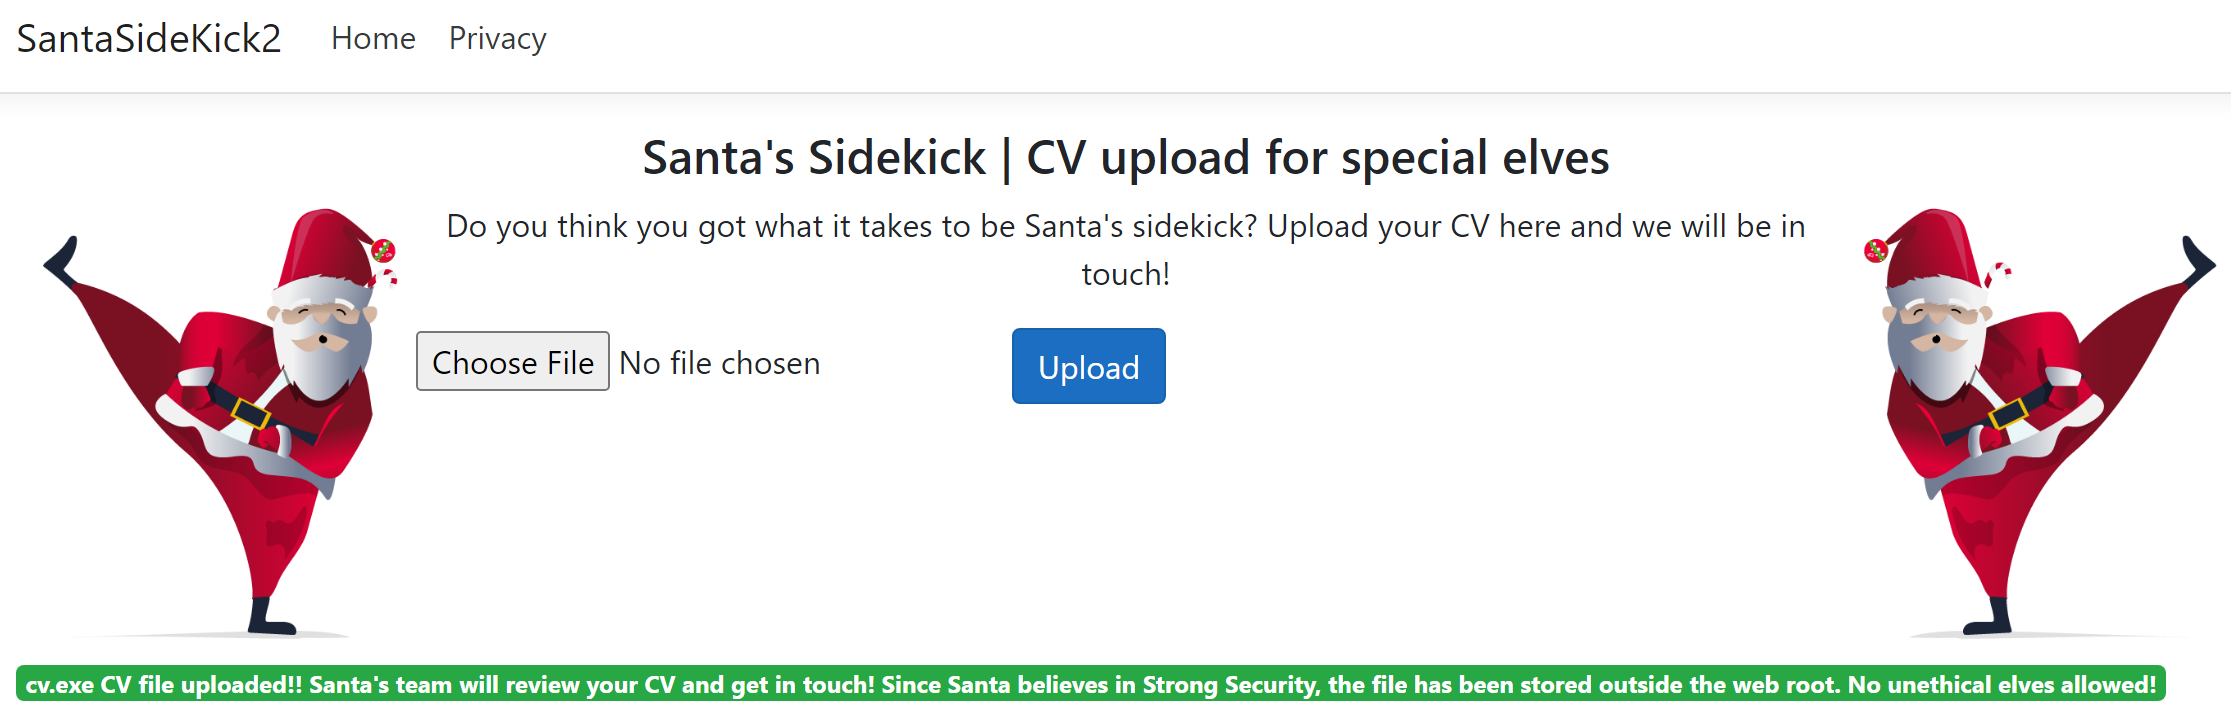 SantaSideKick2 Home Privacy
Santa's Sidekick | CV upload for special elves
Do you think you got what it takes to be Santa's sidekick? Upload your CV here and we will be in
touch!
Choose File No file chosen Upload
cv.exe CV file uploaded!! Santa's team will review your CV and get in touch! Since Santa believes in Strong Security, the file has been stored outside the web root. No unethical elves allowed!